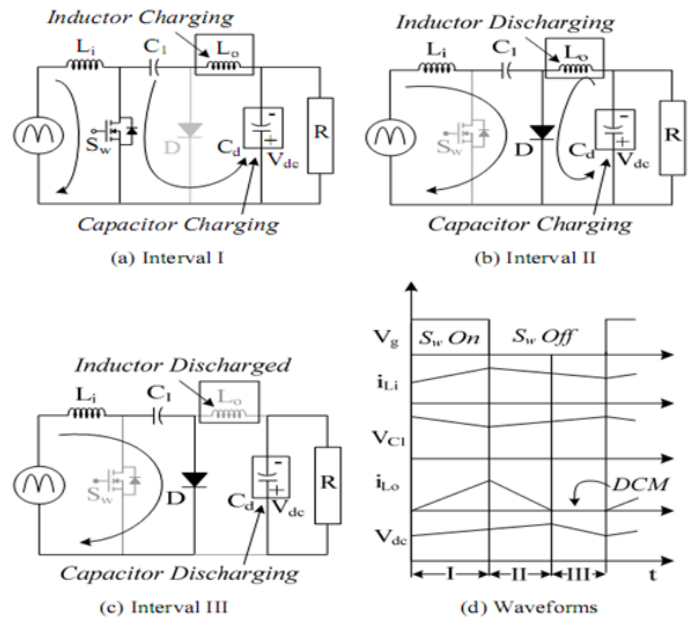 Inductor Charging
Li C1 Lo
Sw D Cd Vdc R
Capacitor Charging
(a) Interval I
Inductor Discharging
Li C1 Lo
Sw D Cd Vdc R
Capacitor Charging
(b) Interval II
Inductor Discharged
Li C1 Lo
Sw D Cd Vdc R
Capacitor Discharging
(c) Interval III
Vg Sw On Sw Off
iLi
VC1
iLo DCM
Vdc
I II III t
(d) Waveforms